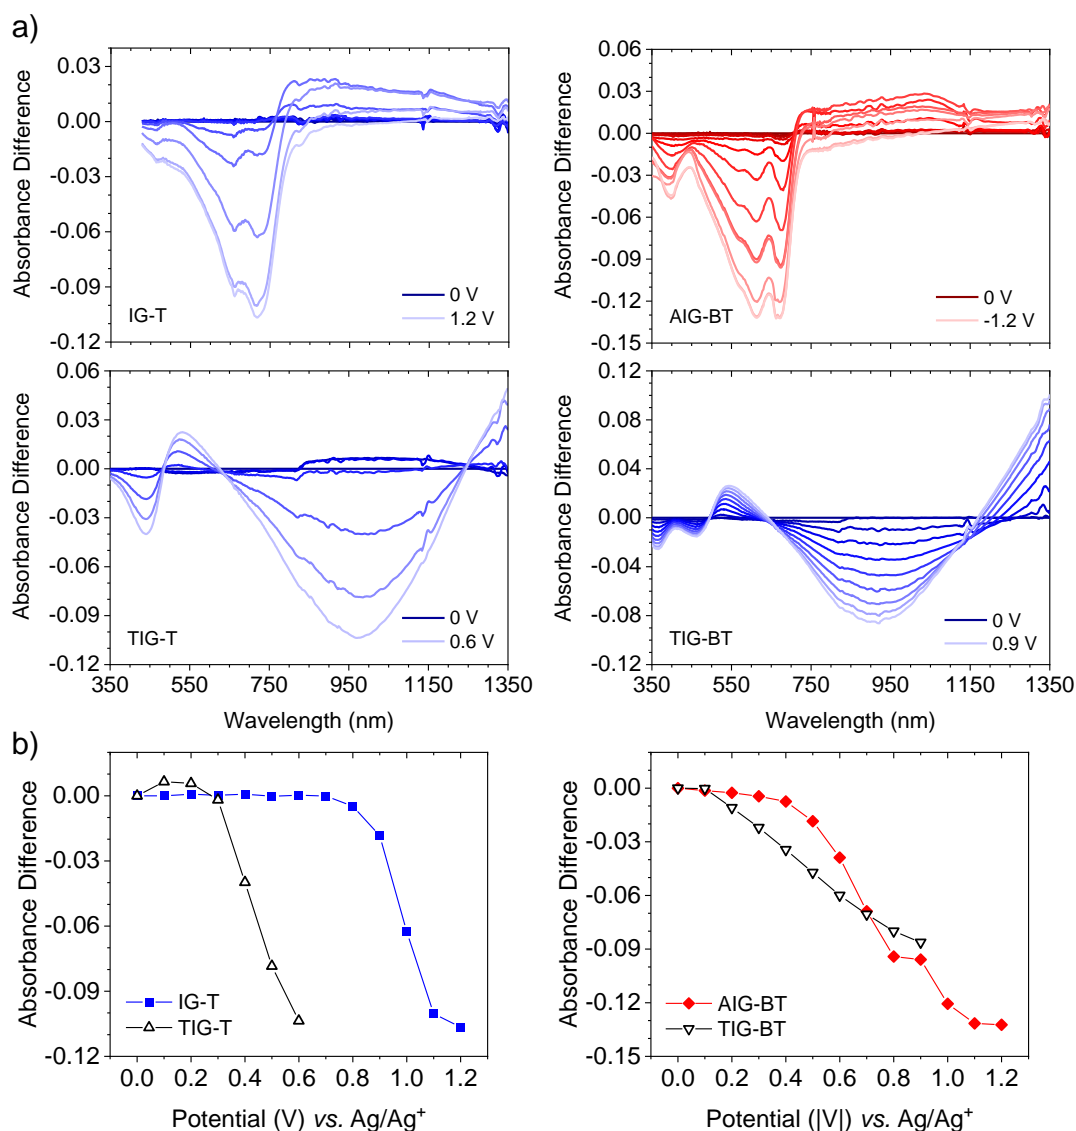 a)
Absorbance Difference
0.03
0.00
-0.03
-0.06
-0.09
-0.12
IG-T
0 V
1.2 V
Absorbance Difference
0.06
0.03
0.00
-0.03
-0.06
-0.09
-0.12
-0.15
AIG-BT
0 V
-1.2 V
Absorbance Difference
0.06
0.03
0.00
-0.03
-0.06
-0.09
-0.12
TIG-T
0 V
0.6 V
350 550 750 950 1150 1350
Wavelength (nm)
Absorbance Difference
0.12
0.08
0.04
0.00
-0.04
-0.08
-0.12
TIG-BT
0 V
0.9 V
350 550 750 950 1150 1350
Wavelength (nm)
b)
Absorbance Difference
0.00
-0.03
-0.06
-0.09
-0.12
IG-T
TIG-T
0.0 0.2 0.4 0.6 0.8 1.0 1.2
Potential (V) vs. Ag/Ag⁺
Absorbance Difference
0.00
-0.03
-0.06
-0.09
-0.12
-0.15
AIG-BT
TIG-BT
0.0 0.2 0.4 0.6 0.8 1.0 1.2
Potential (|V|) vs. Ag/Ag⁺